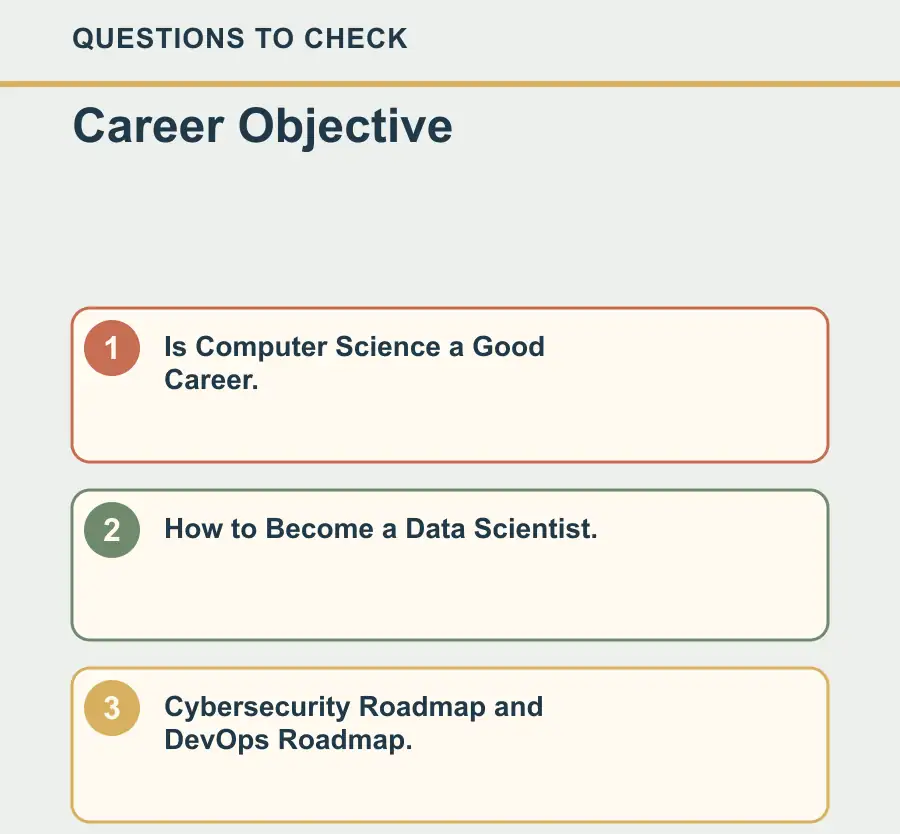 QUESTIONS TO CHECK
Career Objective
1
Is Computer Science a Good
Career.
2
How to Become a Data Scientist.
3
Cybersecurity Roadmap and
DevOps Roadmap.